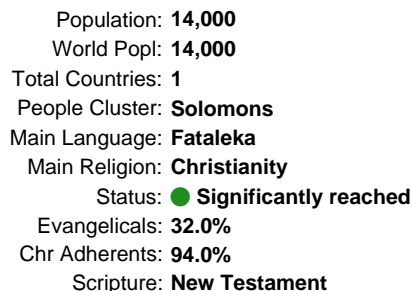 Population: 14,000
World Popl: 14,000
Total Countries: 1
People Cluster: Solomons
Main Language: Fataleka
Main Religion: Christianity
Status: Significantly reached
Evangelicals: 32.0%
Chr Adherents: 94.0%
Scripture: New Testament